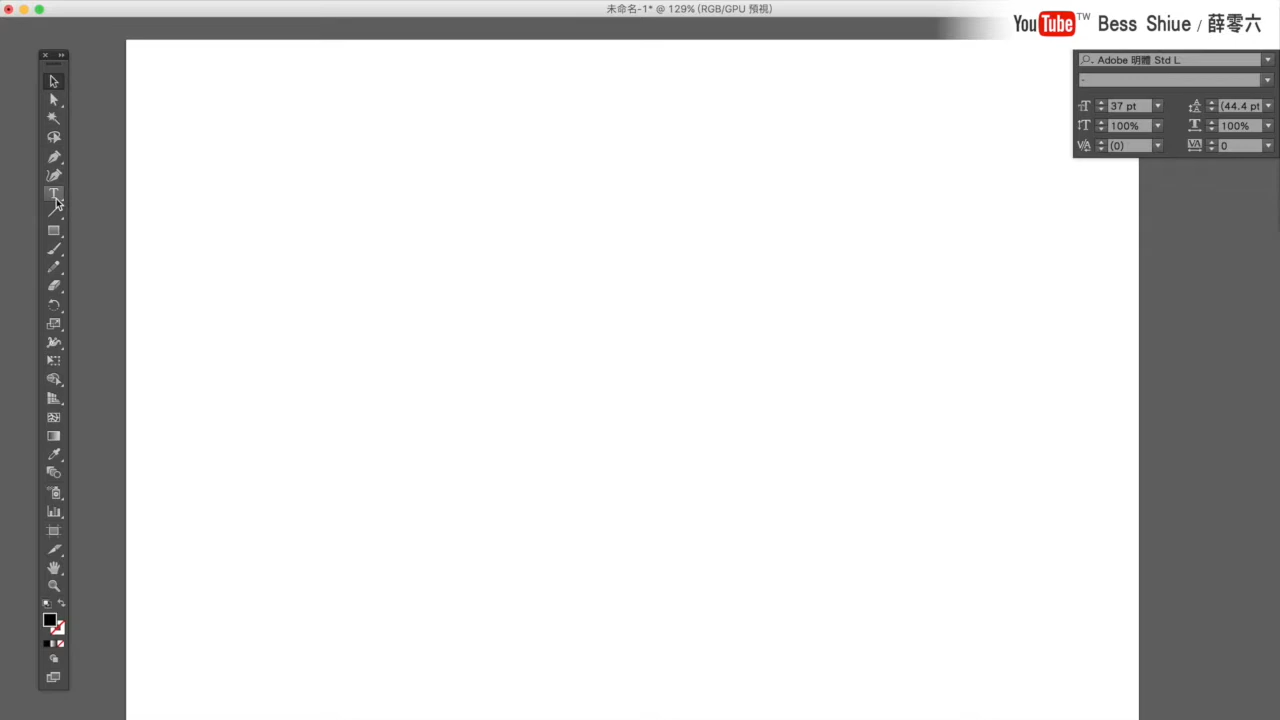 未命名-1* @ 129% (RGB/GPU 預視)
YouTube TW Bess Shiue / 薛零六
Adobe 明體 Std L
-
37 pt (44.4 pt
100% 100%
(0) 0